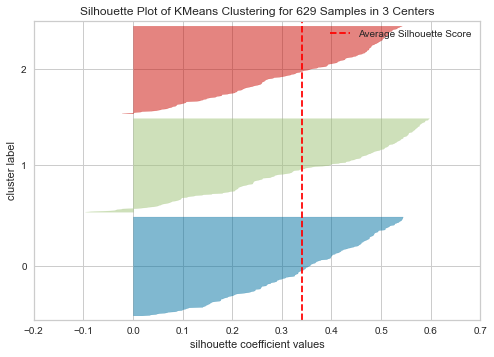 Silhouette Plot of KMeans Clustering for 629 Samples in 3 Centers
Average Silhouette Score
cluster label
2
1
0
−0.2 −0.1 0.0 0.1 0.2 0.3 0.4 0.5 0.6 0.7
silhouette coefficient values